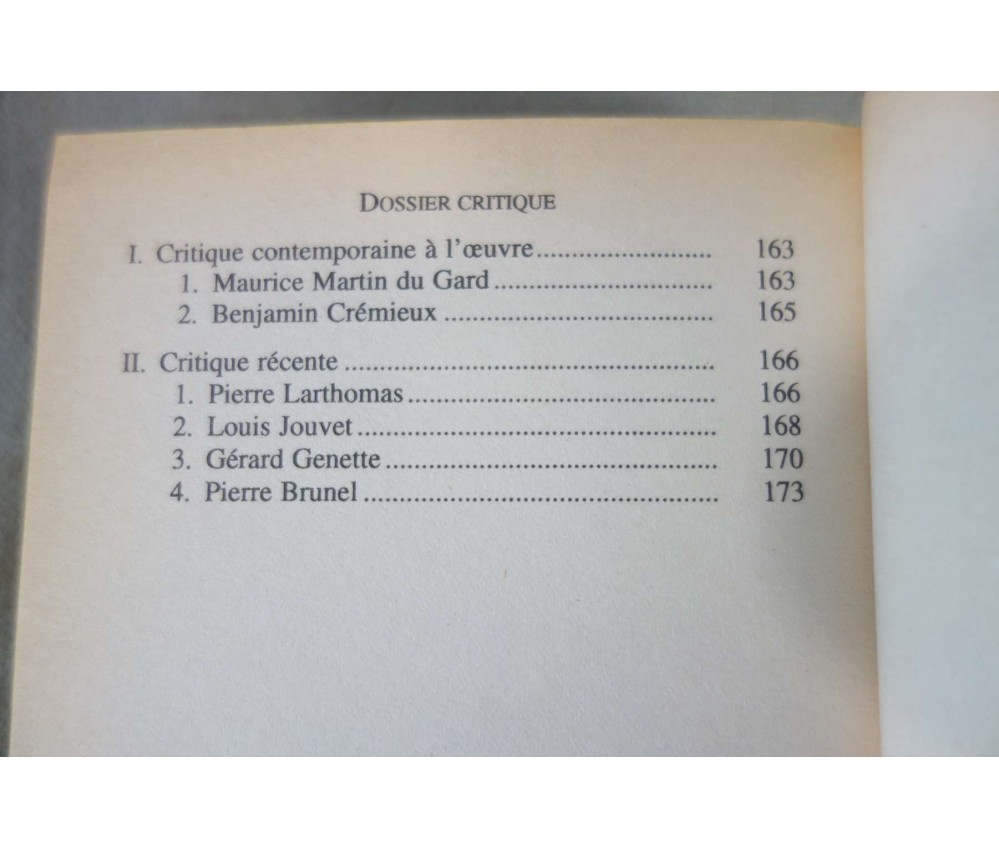 DOSSIER CRITIQUE
I. Critique contemporaine à l'œuvre.......................... 163
1. Maurice Martin du Gard ................................ 163
2. Benjamin Crémieux ....................................... 165
II. Critique récente ....................................................... 166
1. Pierre Larthomas............................................. 166
2. Louis Jouvet ..................................................... 168
3. Gérard Genette ................................................. 170
4. Pierre Brunel .................................................... 173